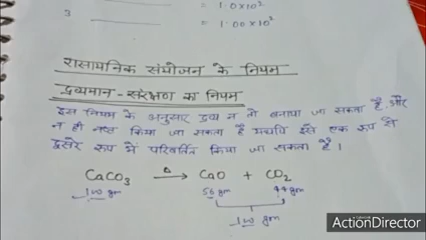 = 1.0×10²
3 = 1.00×10²
रासायनिक संयोजन के नियम
द्रव्यमान - संरक्षण का नियम
इस नियम के अनुसार द्रव्य न तो बनाया जा सकता है और
न ही नष्ट किया जा सकता है यद्यपि इसे एक रूप से
दूसरे रूप में परिवर्तित किया जा सकता है।
CaCO₃ →Δ CaO + CO₂
100 gm 56 gm 44 gm
100 gm
ActionDirector